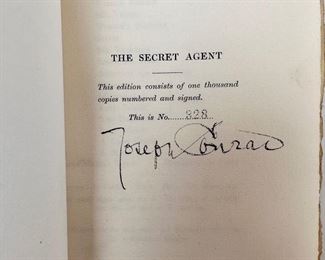 THE SECRET AGENT
This edition consists of one thousand
copies numbered and signed.
This is No. 328
Joseph Conrad